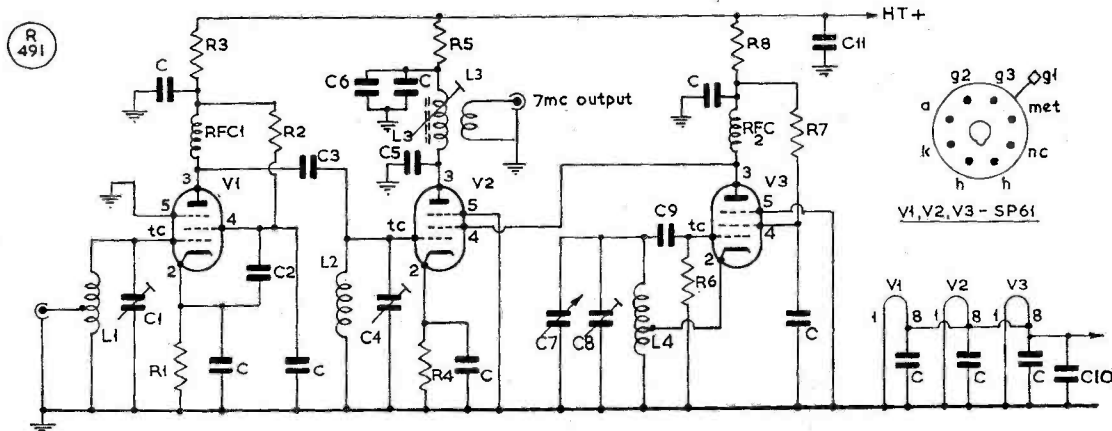 R
491
R3
R5
R8
HT+
C11
C
C6
C
L3
7mc output
C
g2
g3
g1
a
met
k
nc
h
h
V1,V2,V3 - SP61
RFC1
R2
L3
RFC
2
R7
C3
C5
3
V1
3
V2
3
V3
5
4
5
4
5
4
tc
tc
C9
tc
2
C2
L2
2
R6
2
L1
C1
C4
C7
C8
L4
C
R1
C
C
R4
C
V1
V2
V3
1
8
1
8
1
8
C
C
C
C10